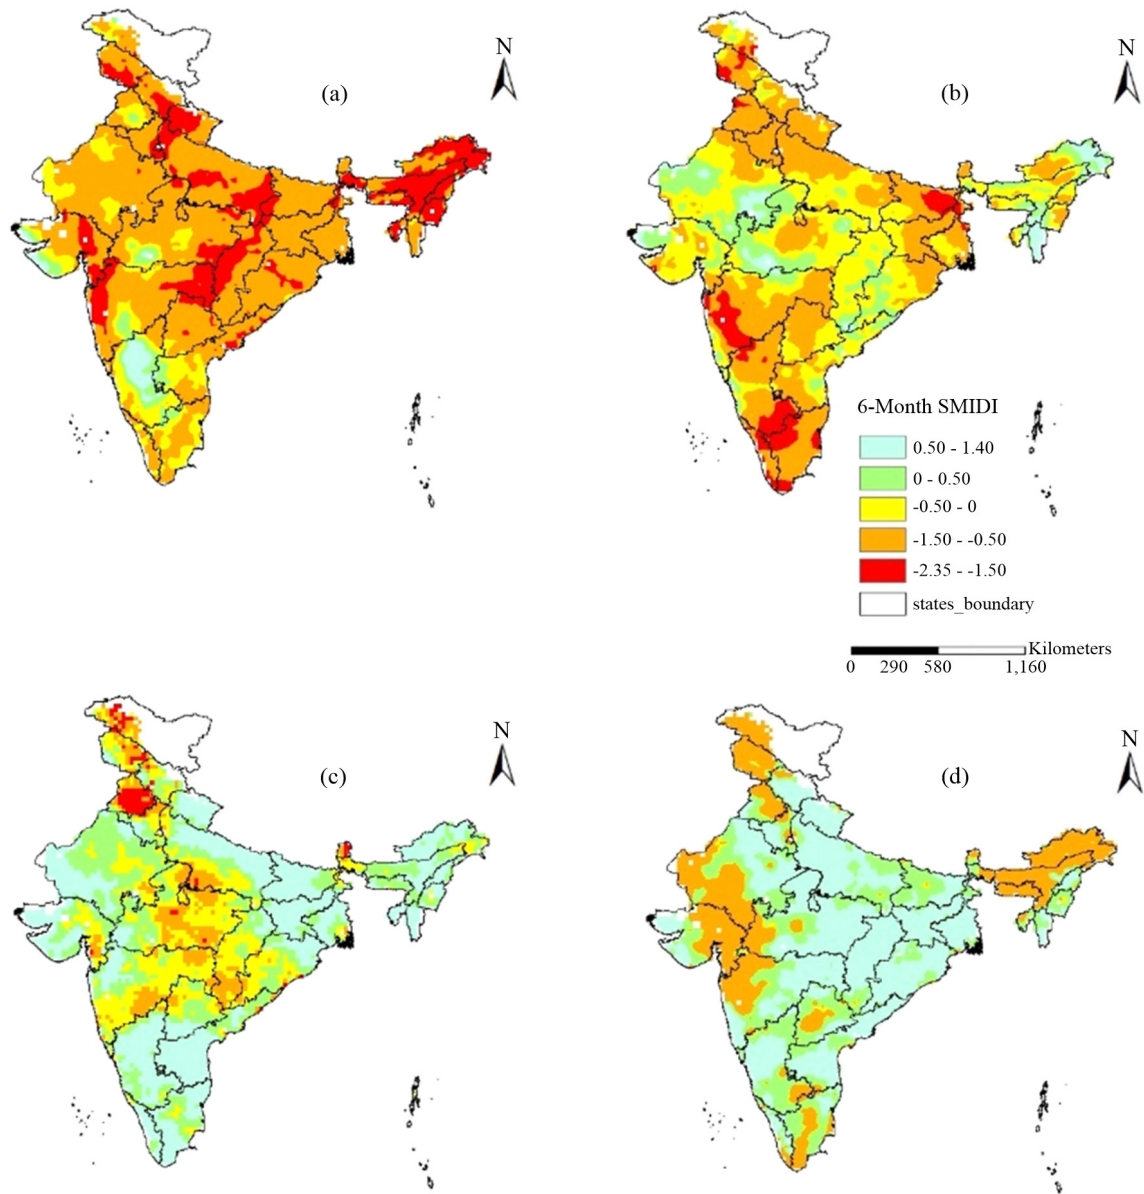 N
(a)
N
(b)
6-Month SMIDI
0.50 - 1.40
0 - 0.50
-0.50 - 0
-1.50 - -0.50
-2.35 - -1.50
states_boundary
Kilometers
0 290 580 1,160
N
(c)
N
(d)